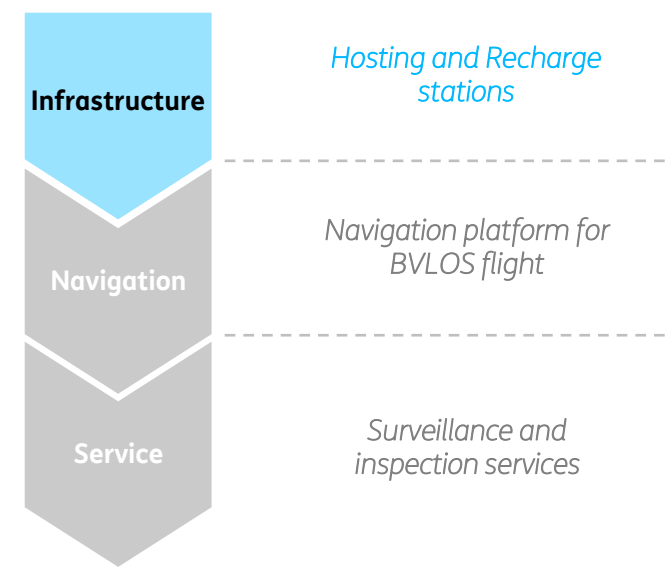 Infrastructure
Hosting and Recharge
stations
Navigation
Navigation platform for
BVLOS flight
Service
Surveillance and
inspection services